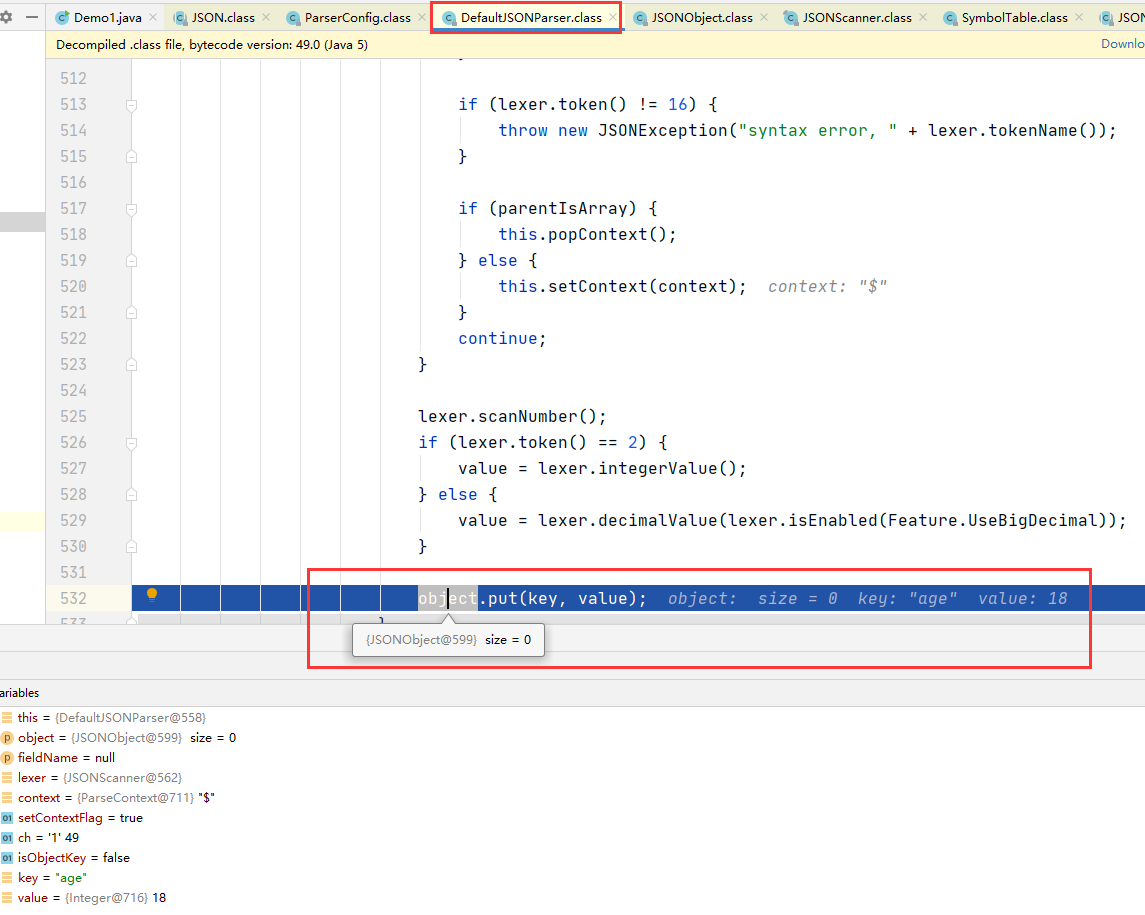 Demo1.java JSON.class ParserConfig.class DefaultJSONParser.class JSONObject.class JSONScanner.class SymbolTable.class JSON
Decompiled .class file, bytecode version: 49.0 (Java 5) Downlo
512
513 if (lexer.token() != 16) {
514 throw new JSONException("syntax error, " + lexer.tokenName());
515 }
516
517 if (parentIsArray) {
518 this.popContext();
519 } else {
520 this.setContext(context); context: "$"
521 }
522 continue;
523 }
524
525 lexer.scanNumber();
526 if (lexer.token() == 2) {
527 value = lexer.integerValue();
528 } else {
529 value = lexer.decimalValue(lexer.isEnabled(Feature.UseBigDecimal));
530 }
531
532 object.put(key, value); object: size = 0 key: "age" value: 18
533 }
{JSONObject@599} size = 0
ariables
this = {DefaultJSONParser@558}
p object = {JSONObject@599} size = 0
p fieldName = null
lexer = {JSONScanner@562}
context = {ParseContext@711} "$"
01 setContextFlag = true
01 ch = '1' 49
01 isObjectKey = false
key = "age"
value = {Integer@716} 18